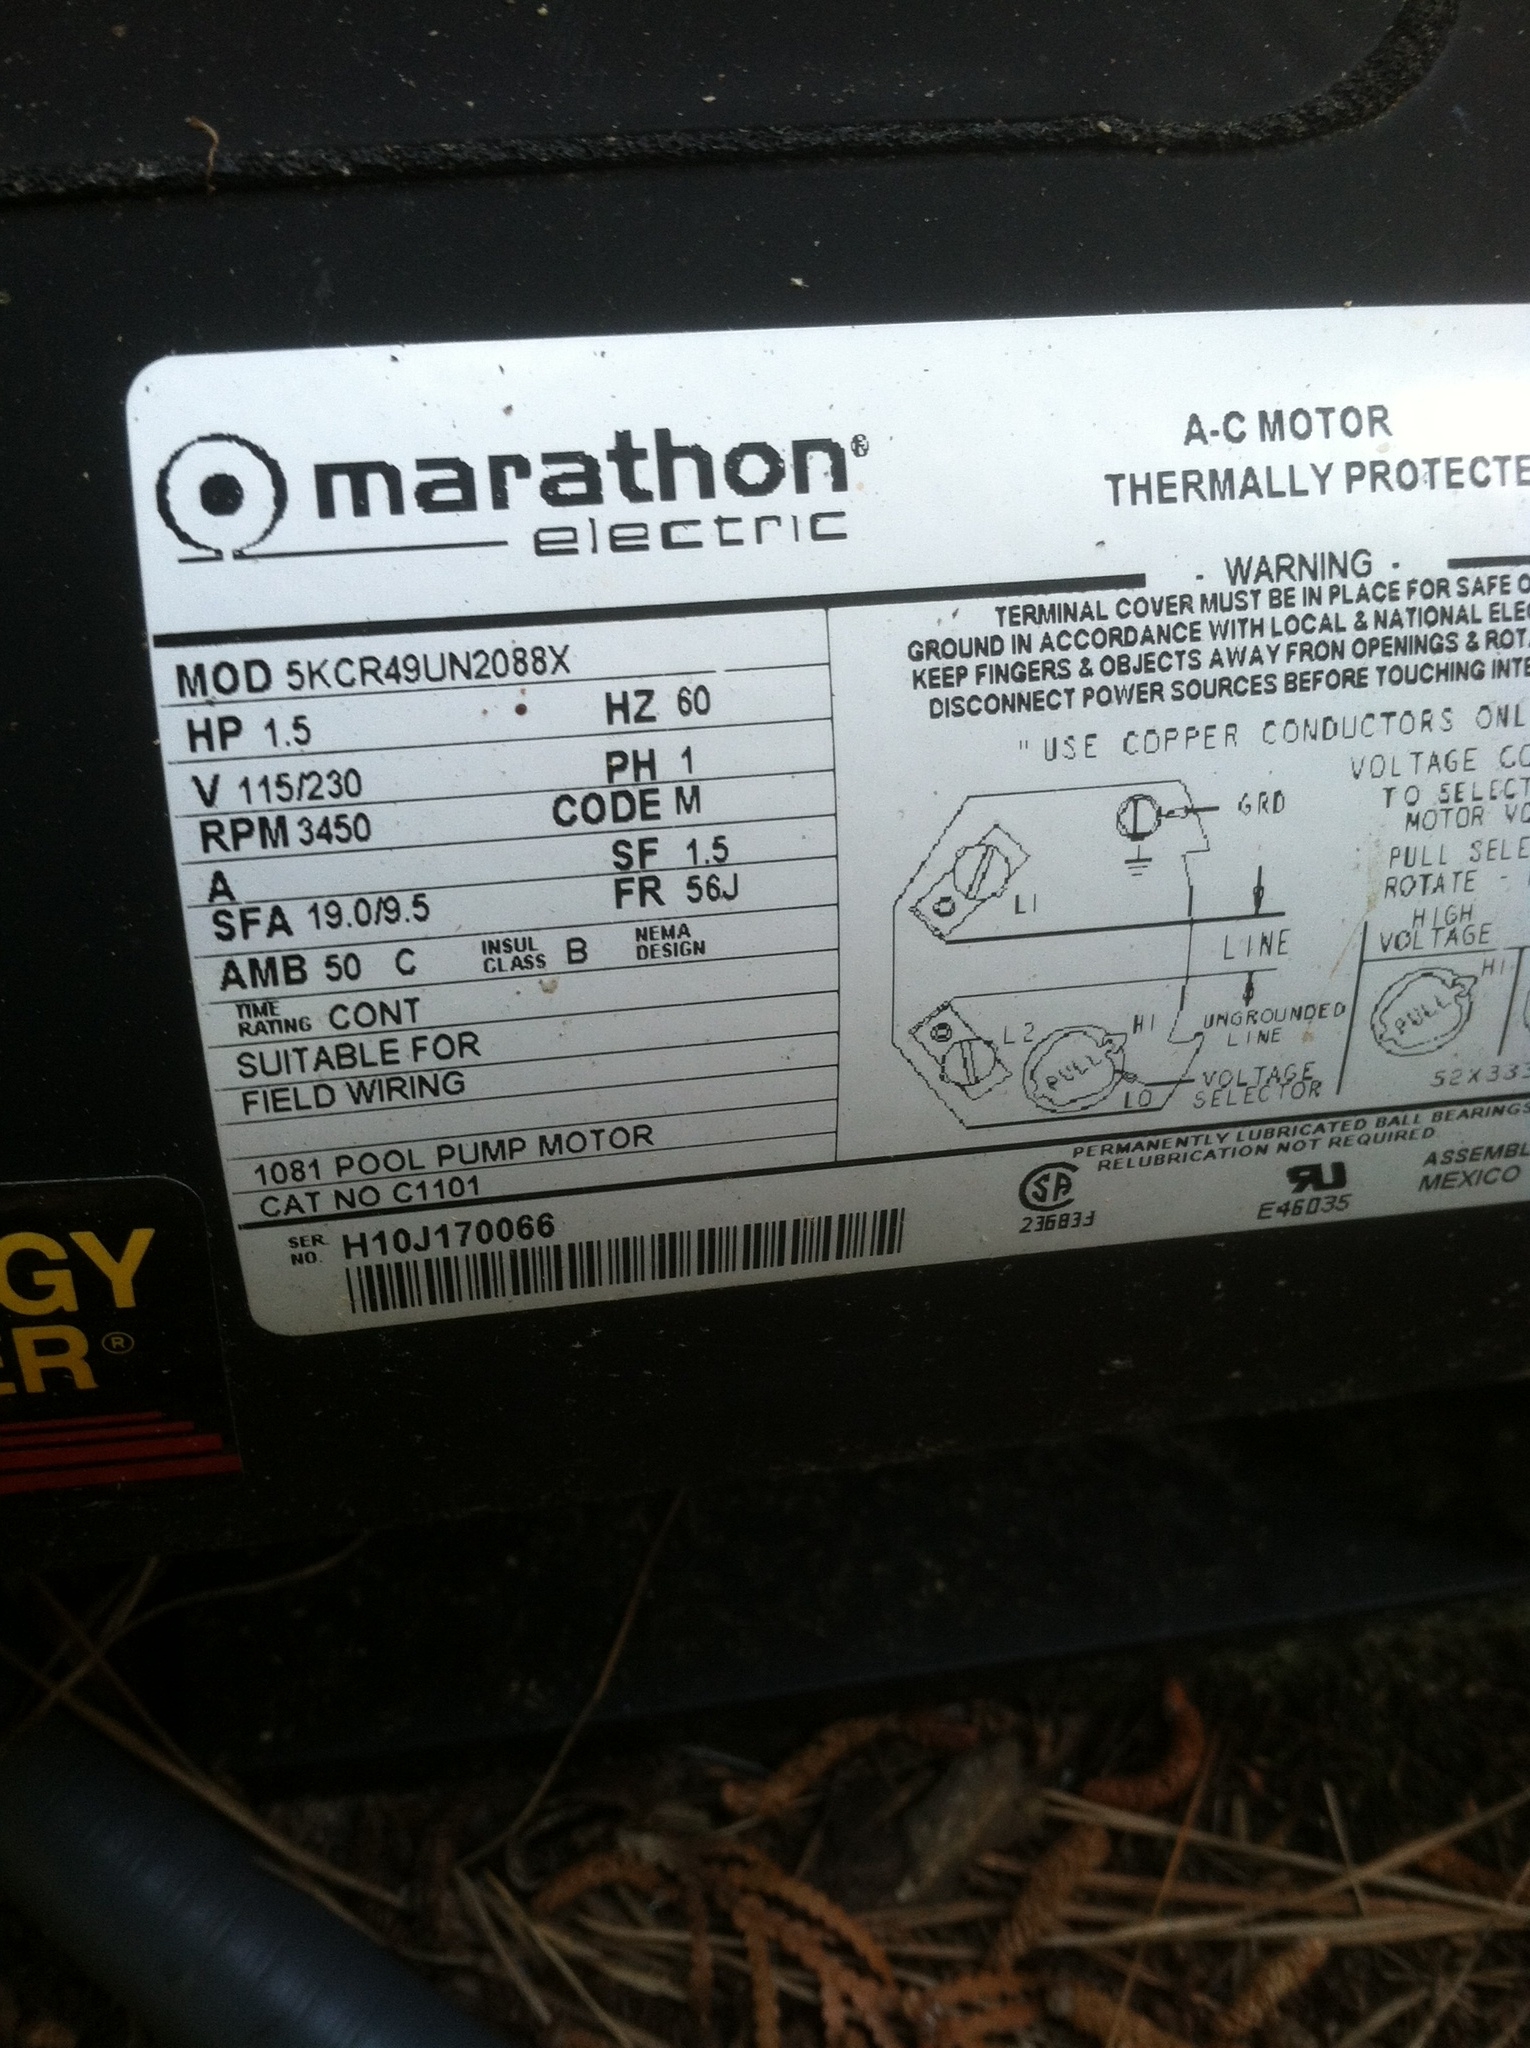 marathon®
electric
A-C MOTOR
THERMALLY PROTECTE
- WARNING -
TERMINAL COVER MUST BE IN PLACE FOR SAFE O
GROUND IN ACCORDANCE WITH LOCAL & NATIONAL ELE
KEEP FINGERS & OBJECTS AWAY FRON OPENINGS & ROT
DISCONNECT POWER SOURCES BEFORE TOUCHING INTE
MOD 5KCR49UN2088X
HP 1.5 HZ 60
V 115/230 PH 1
RPM 3450 CODE M
A SF 1.5
SFA 19.0/9.5 FR 56J
AMB 50 C INSUL CLASS B NEMA DESIGN
TIME RATING CONT
SUITABLE FOR
FIELD WIRING
1081 POOL PUMP MOTOR
CAT NO C1101
SER. NO. H10J170066
"USE COPPER CONDUCTORS ONL
VOLTAGE CO
TO SELECT
MOTOR VO
PULL SELE
ROTATE -
HIGH
VOLTAGE
GRD
L1
LINE
L2
HI
UNGROUNDED
LINE
PULL
LO
VOLTAGE
SELECTOR
HI
PULL
52X333
PERMANENTLY LUBRICATED BALL BEARINGS
RELUBRICATION NOT REQUIRED
SA
236833
RU
E46035
ASSEMBL
MEXICO
GY
ER®